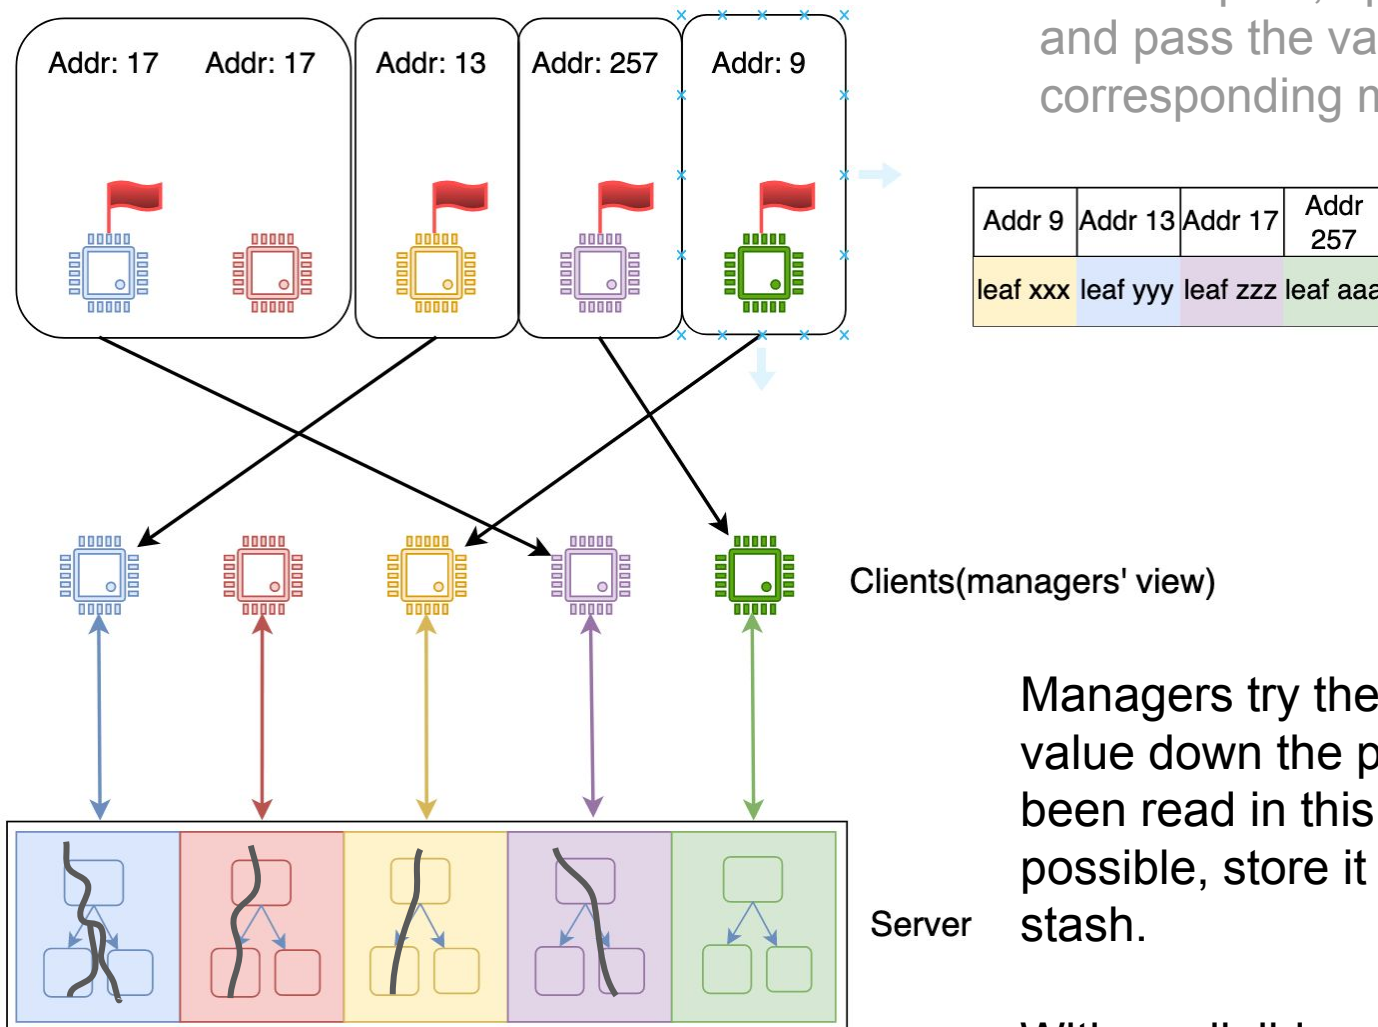 and pass the va
corresponding
Addr: 17 Addr: 17 Addr: 13 Addr: 257 Addr: 9
Addr 9 Addr 13 Addr 17 Addr 257
leaf xxx leaf yyy leaf zzz leaf aaa
Clients(managers' view)
Managers try the
value down the p
been read in this
possible, store it
Server
stash.